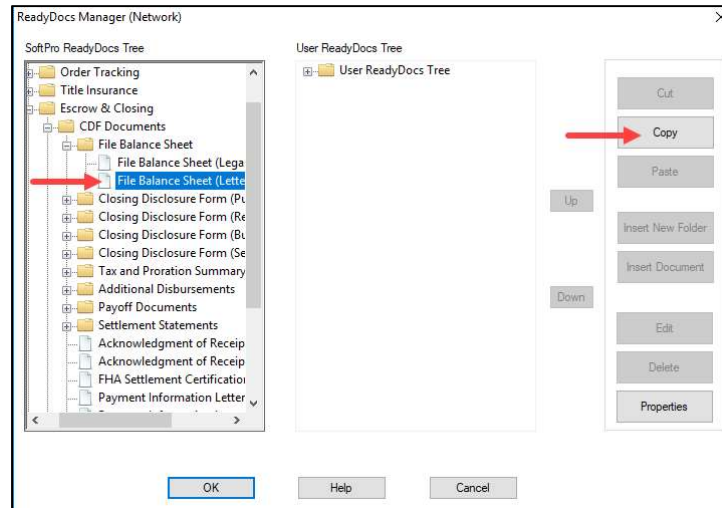 ReadyDocs Manager (Network)
SoftPro ReadyDocs Tree
Order Tracking
Title Insurance
Escrow & Closing
CDF Documents
File Balance Sheet
File Balance Sheet (Lega
File Balance Sheet (Lette
Closing Disclosure Form (Pu
Closing Disclosure Form (Re
Closing Disclosure Form (Bu
Closing Disclosure Form (Se
Tax and Proration Summary
Additional Disbursements
Payoff Documents
Settlement Statements
Acknowledgment of Receip
Acknowledgment of Receip
FHA Settlement Certification
Payment Information Letter
User ReadyDocs Tree
User ReadyDocs Tree
Up
Down
Cut
Copy
Paste
Insert New Folder
Insert Document
Edit
Delete
Properties
OK
Help
Cancel